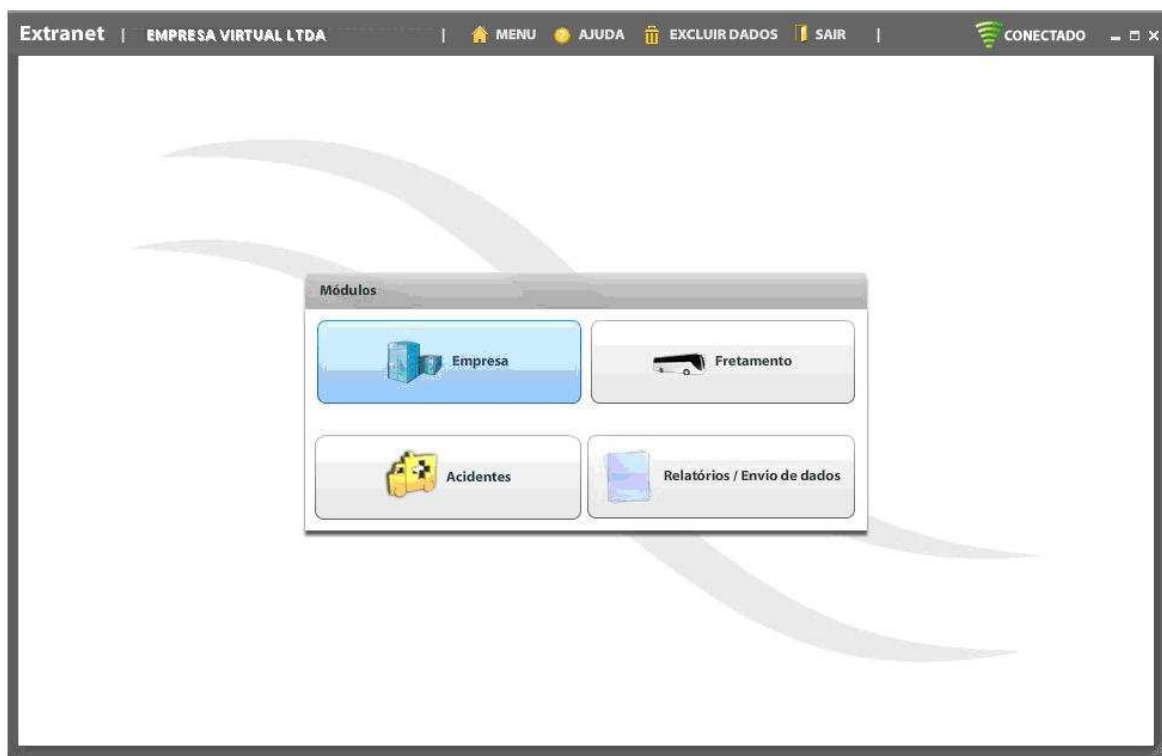 Extranet | EMPRESA VIRTUAL LTDA | MENU AJUDA EXCLUIR DADOS SAIR | CONECTADO
Módulos
Empresa Fretamento
Acidentes Relatórios / Envio de dados